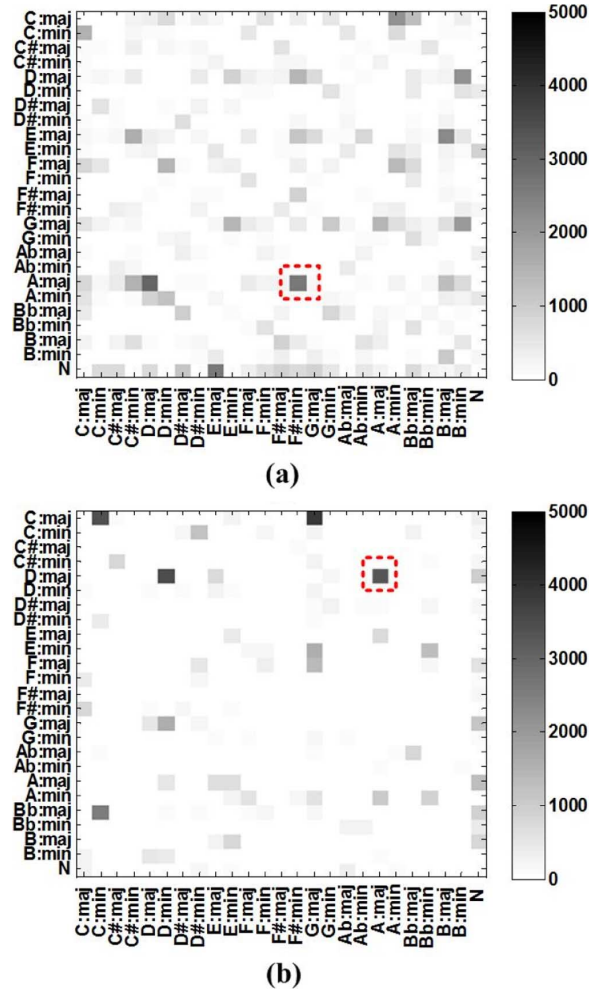 (a)
C:maj
C:min
C#:maj
C#:min
D:maj
D:min
D#:maj
D#:min
E:maj
E:min
F:maj
F:min
F#:maj
F#:min
G:maj
G:min
Ab:maj
Ab:min
A:maj
A:min
Bb:maj
Bb:min
B:maj
B:min
N
C:maj
C:min
C#:maj
C#:min
D:maj
D:min
D#:maj
D#:min
E:maj
E:min
F:maj
F:min
F#:maj
F#:min
G:maj
G:min
Ab:maj
Ab:min
A:maj
A:min
Bb:maj
Bb:min
B:maj
B:min
N
5000
4000
3000
2000
1000
0
C:maj
C:min
C#:maj
C#:min
D:maj
D:min
D#:maj
D#:min
E:maj
E:min
F:maj
F:min
F#:maj
F#:min
G:maj
G:min
Ab:maj
Ab:min
A:maj
A:min
Bb:maj
Bb:min
B:maj
B:min
N
C:maj
C:min
C#:maj
C#:min
D:maj
D:min
D#:maj
D#:min
E:maj
E:min
F:maj
F:min
F#:maj
F#:min
G:maj
G:min
Ab:maj
Ab:min
A:maj
A:min
Bb:maj
Bb:min
B:maj
B:min
N
5000
4000
3000
2000
1000
0
(b)